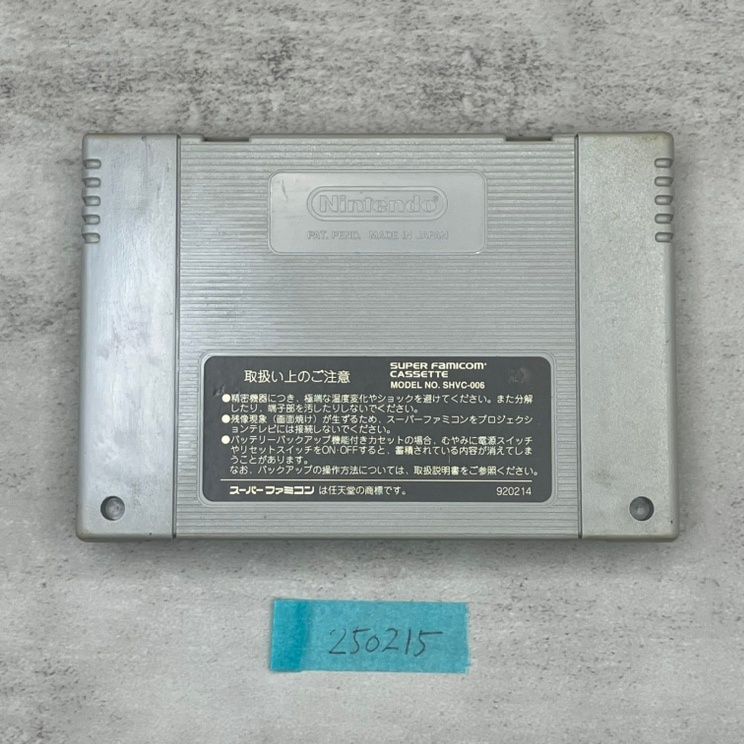 Nintendo
PAT. PEND. MADE IN JAPAN
取扱い上のご注意
SUPER FAMICOM
CASSETTE
MODEL NO. SHVC-006
●精密機器につき、極端な温度変化やショックを避けてください。また分解
したり、端子部を汚したりしないでください。
●残像現象（画面焼け）が生ずるため、スーパーファミコンをプロジェクシ
ョンテレビには接続しないでください。
●バッテリーバックアップ機能付きカセットの場合、むやみに電源スイッチ
やリセットスイッチをON·OFFすると、蓄積されている内容が消えてしま
うことがあります。
なお、バックアップの操作方法については、取扱説明書をご参照ください。
スーパーファミコン は任天堂の商標です。
920214
250215